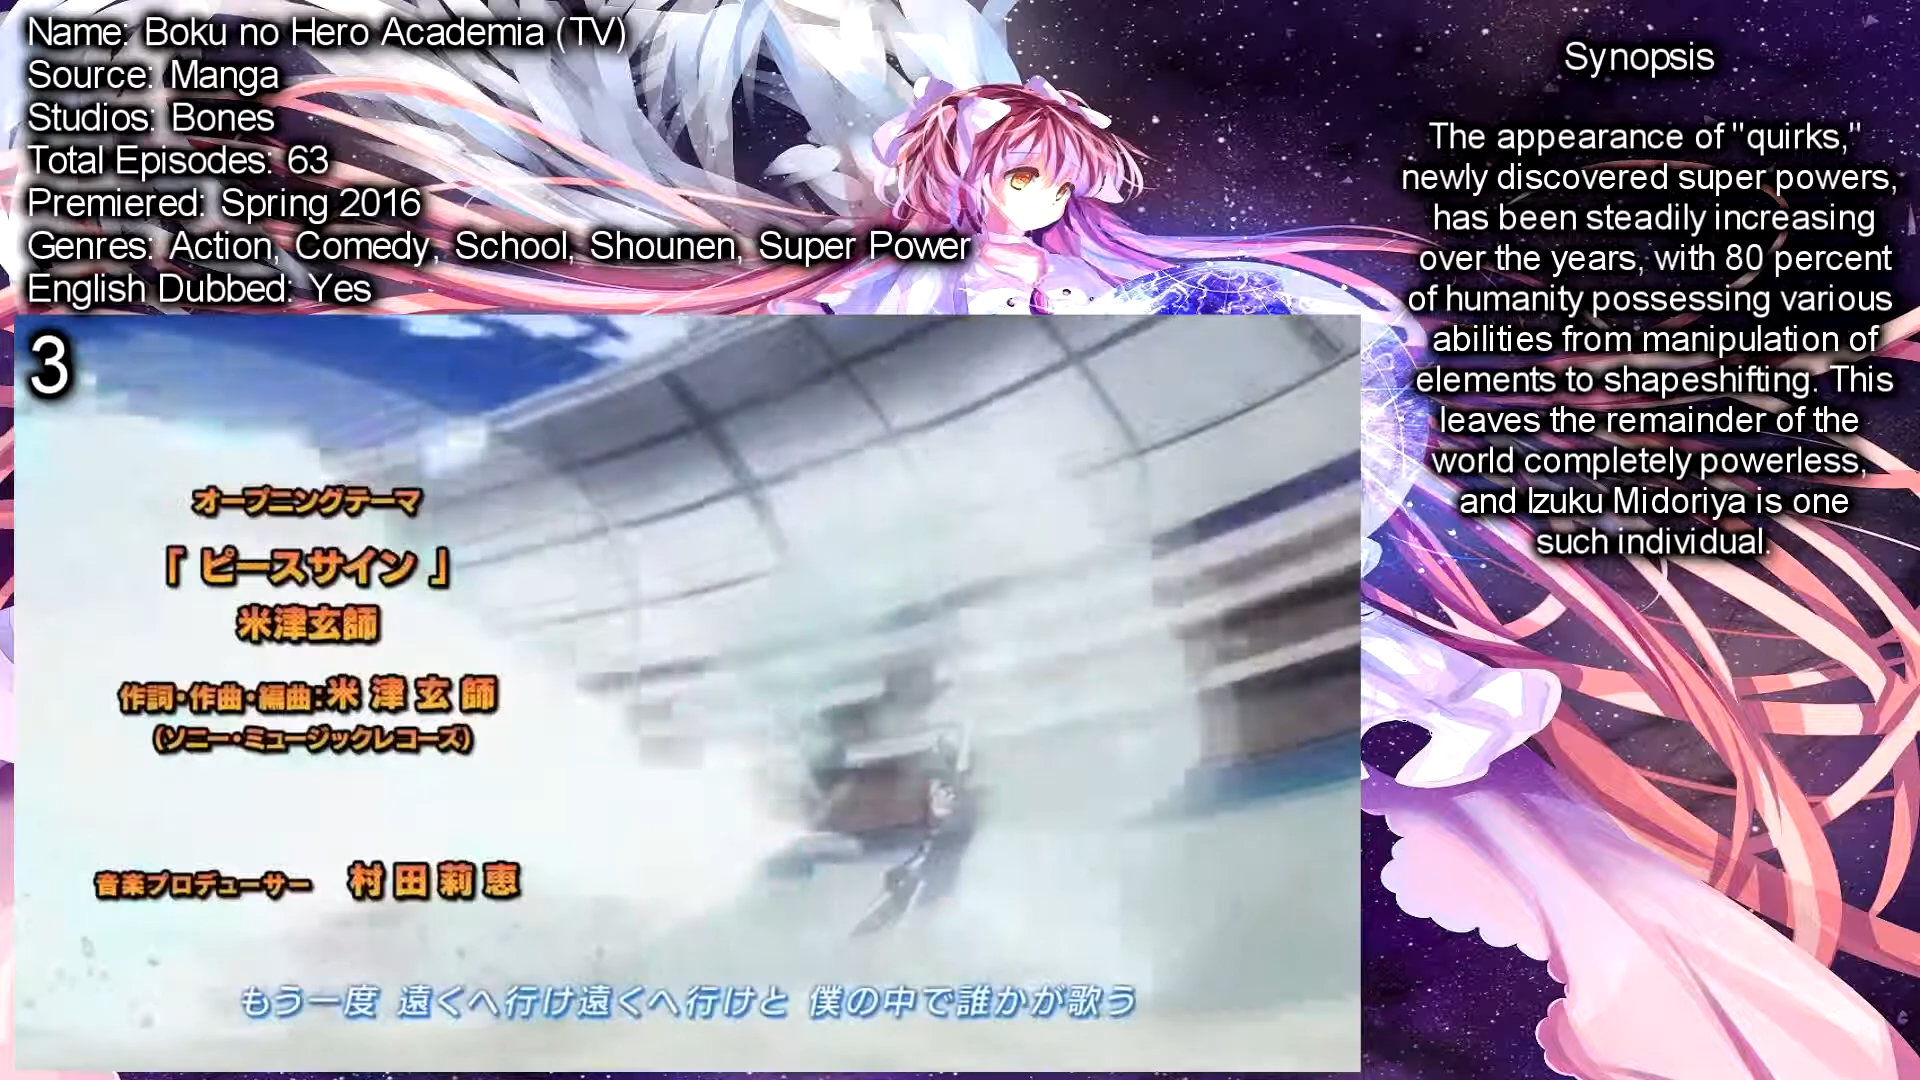 Name: Boku no Hero Academia (TV)
Source: Manga
Studios: Bones
Total Episodes: 63
Premiered: Spring 2016
Genres: Action, Comedy, School, Shounen, Super Power
English Dubbed: Yes
Synopsis
The appearance of "quirks,"
newly discovered super powers,
has been steadily increasing
over the years, with 80 percent
of humanity possessing various
abilities from manipulation of
elements to shapeshifting. This
leaves the remainder of the
world completely powerless,
and Izuku Midoriya is one
such individual.
3
オープニングテーマ
「ピースサイン」
米津玄師
作詞・作曲・編曲:米津玄師
(ソニー・ミュージックレコーズ)
音楽プロデューサー 村田莉恵
もう一度 遠くへ行け遠くへ行けと 僕の中で誰かが歌う